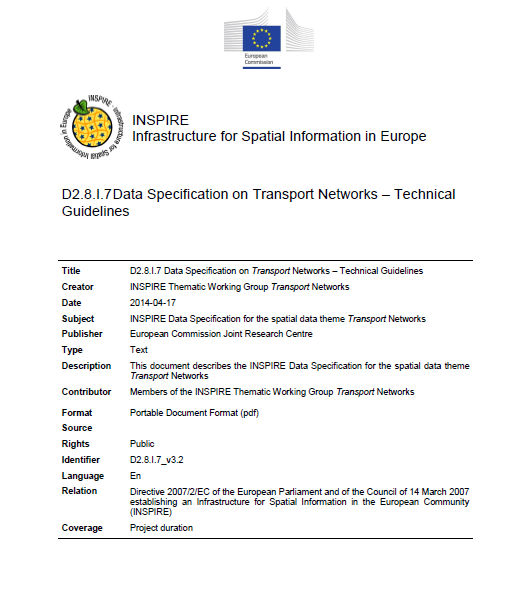 European
Commission
INSPIRE · Infrastructure for Spatial Information in Europe
INSPIRE
Infrastructure for Spatial Information in Europe
D2.8.I.7Data Specification on Transport Networks – Technical
Guidelines
Title D2.8.I.7 Data Specification on Transport Networks – Technical Guidelines
Creator INSPIRE Thematic Working Group Transport Networks
Date 2014-04-17
Subject INSPIRE Data Specification for the spatial data theme Transport Networks
Publisher European Commission Joint Research Centre
Type Text
Description This document describes the INSPIRE Data Specification for the spatial data theme
Transport Networks
Contributor Members of the INSPIRE Thematic Working Group Transport Networks
Format Portable Document Format (pdf)
Source
Rights Public
Identifier D2.8.I.7_v3.2
Language En
Relation Directive 2007/2/EC of the European Parliament and of the Council of 14 March 2007
establishing an Infrastructure for Spatial Information in the European Community
(INSPIRE)
Coverage Project duration